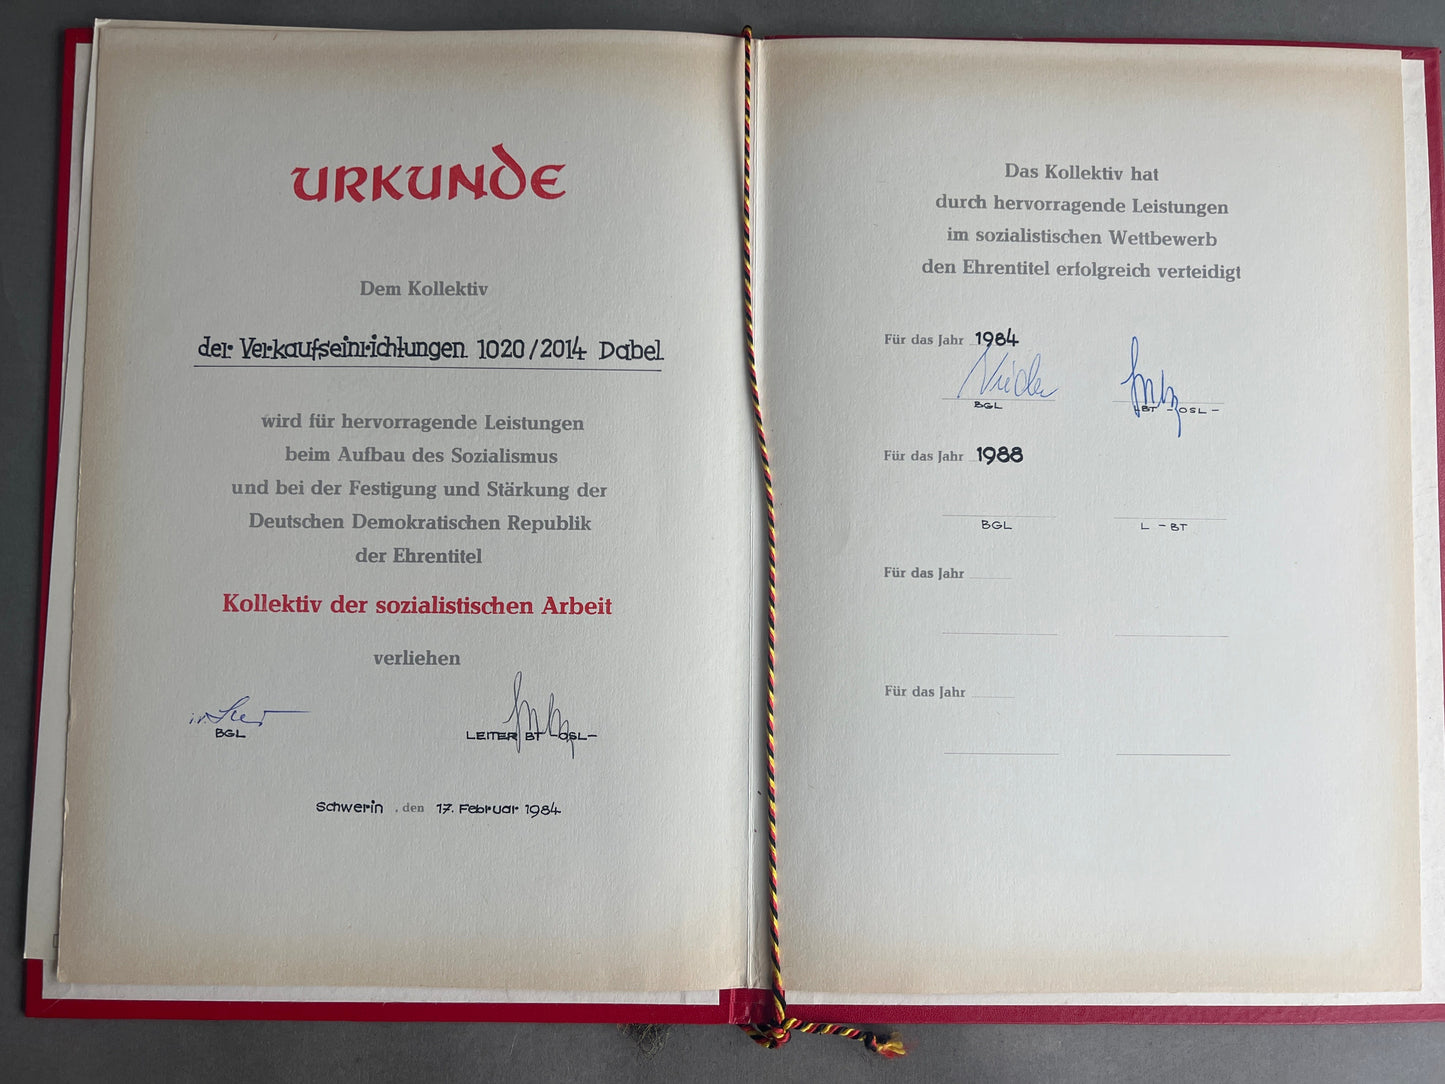 URKUNDE
Dem Kollektiv
der Verkaufseinrichtungen 1020/2014 Dabel
wird für hervorragende Leistungen
beim Aufbau des Sozialismus
und bei der Festigung und Stärkung der
Deutschen Demokratischen Republik
der Ehrentitel
Kollektiv der sozialistischen Arbeit
verliehen
BGL LEITER BT -OSL-
Schwerin , den 17. Februar 1984
Das Kollektiv hat
durch hervorragende Leistungen
im sozialistischen Wettbewerb
den Ehrentitel erfolgreich verteidigt
Für das Jahr 1984
BGL BT -OSL-
Für das Jahr 1988
BGL L - BT
Für das Jahr
Für das Jahr